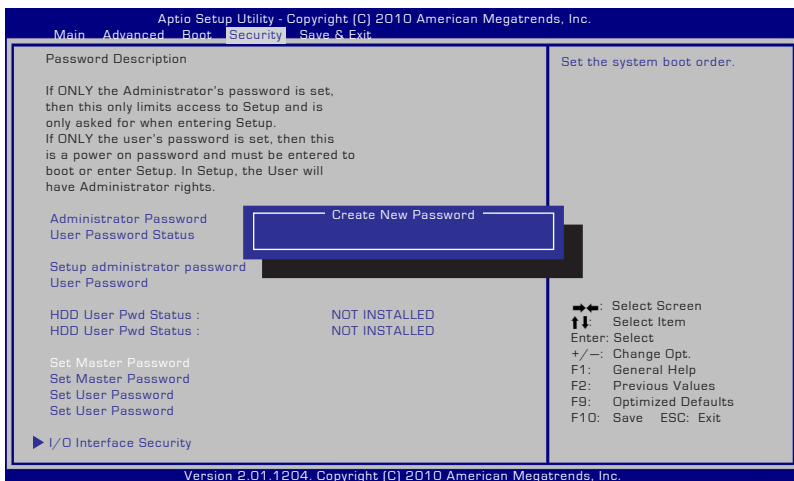 Aptio Setup Utility - Copyright (C) 2010 American Megatrends, Inc.
Main Advanced Boot Security Save & Exit
Password Description
If ONLY the Administrator's password is set,
then this only limits access to Setup and is
only asked for when entering Setup.
If ONLY the user's password is set, then this
is a power on password and must be entered to
boot or enter Setup. In Setup, the User will
have Administrator rights.
Administrator Password
User Password Status
Create New Password
Setup administrator password
User Password
HDD User Pwd Status : NOT INSTALLED
HDD User Pwd Status : NOT INSTALLED
Set Master Password
Set Master Password
Set User Password
Set User Password
I/O Interface Security
Set the system boot order.
→←: Select Screen
↑↓: Select Item
Enter: Select
+/—: Change Opt.
F1: General Help
F2: Previous Values
F9: Optimized Defaults
F10: Save ESC: Exit
Version 2.01.1204. Copyright (C) 2010 American Megatrends, Inc.